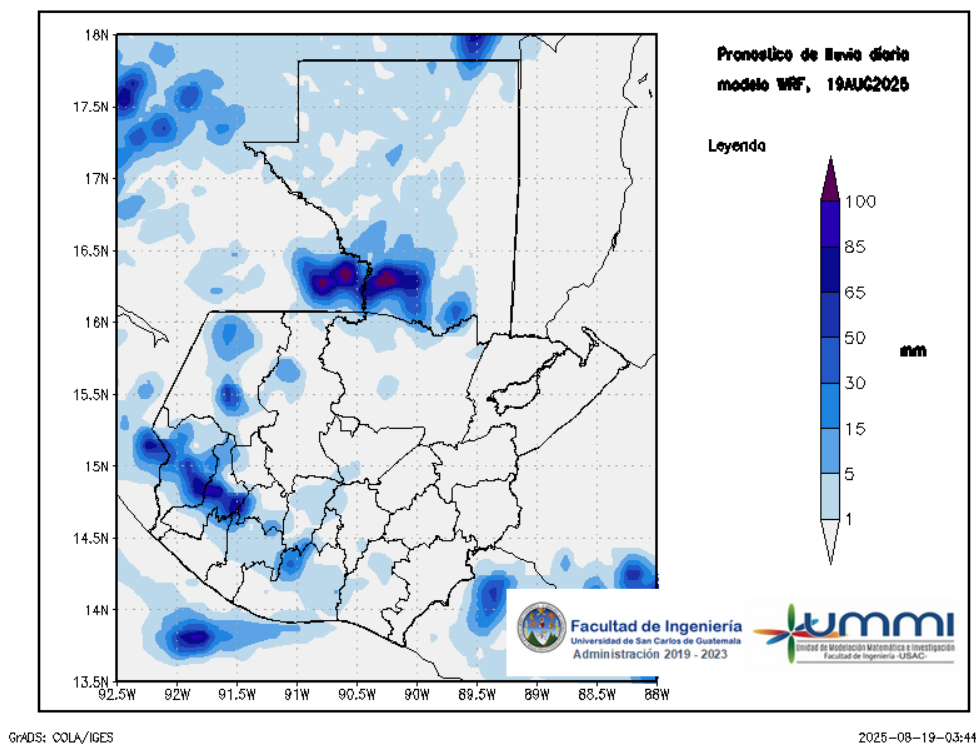 Pronostico de lluvia diaria
modelo WRF, 19AUG2025
Leyenda
100
85
65
50
30
15
5
1
mm
18N
17.5N
17N
16.5N
16N
15.5N
15N
14.5N
14N
13.5N
92.5W
92W
91.5W
91W
90.5W
90W
89.5W
89W
88.5W
88W
Facultad de Ingeniería
Universidad de San Carlos de Guatemala
Administración 2019 - 2023
UMMI
Unidad de Modelación Matemática e Investigación
Facultad de Ingeniería -USAC-
GrADS: COLA/IGES
2025-08-19-03:44